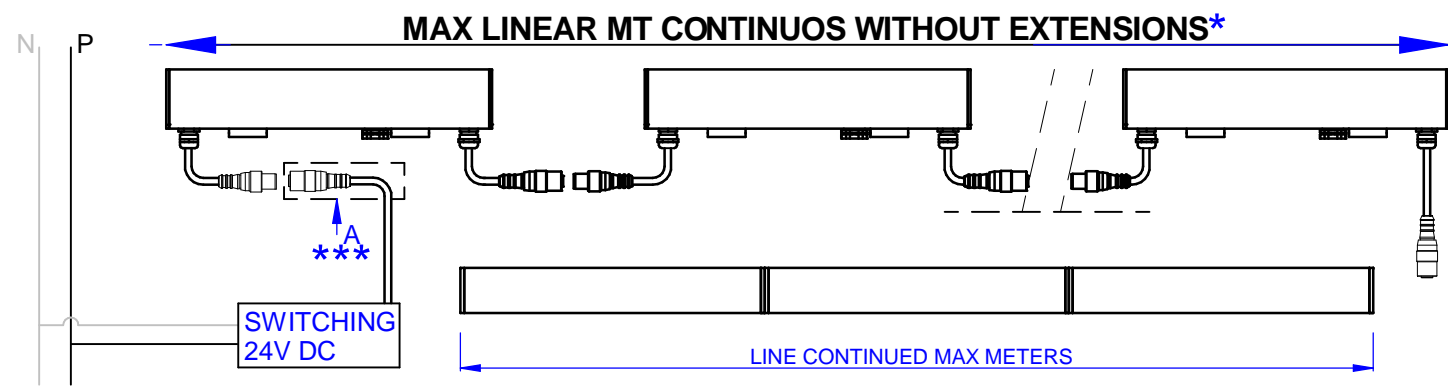 MAX LINEAR MT CONTINUOS WITHOUT EXTENSIONS*
N P
A
***
SWITCHING
24V DC
LINE CONTINUED MAX METERS